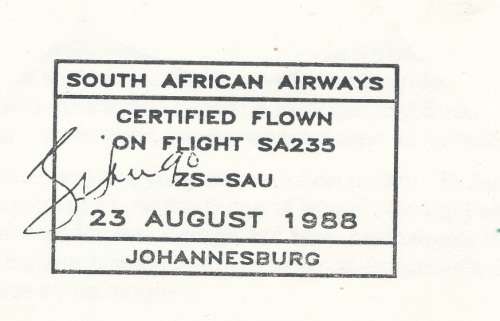 SOUTH AFRICAN AIRWAYS
CERTIFIED FLOWN
ON FLIGHT SA235
ZS-SAU
23 AUGUST 1988
JOHANNESBURG